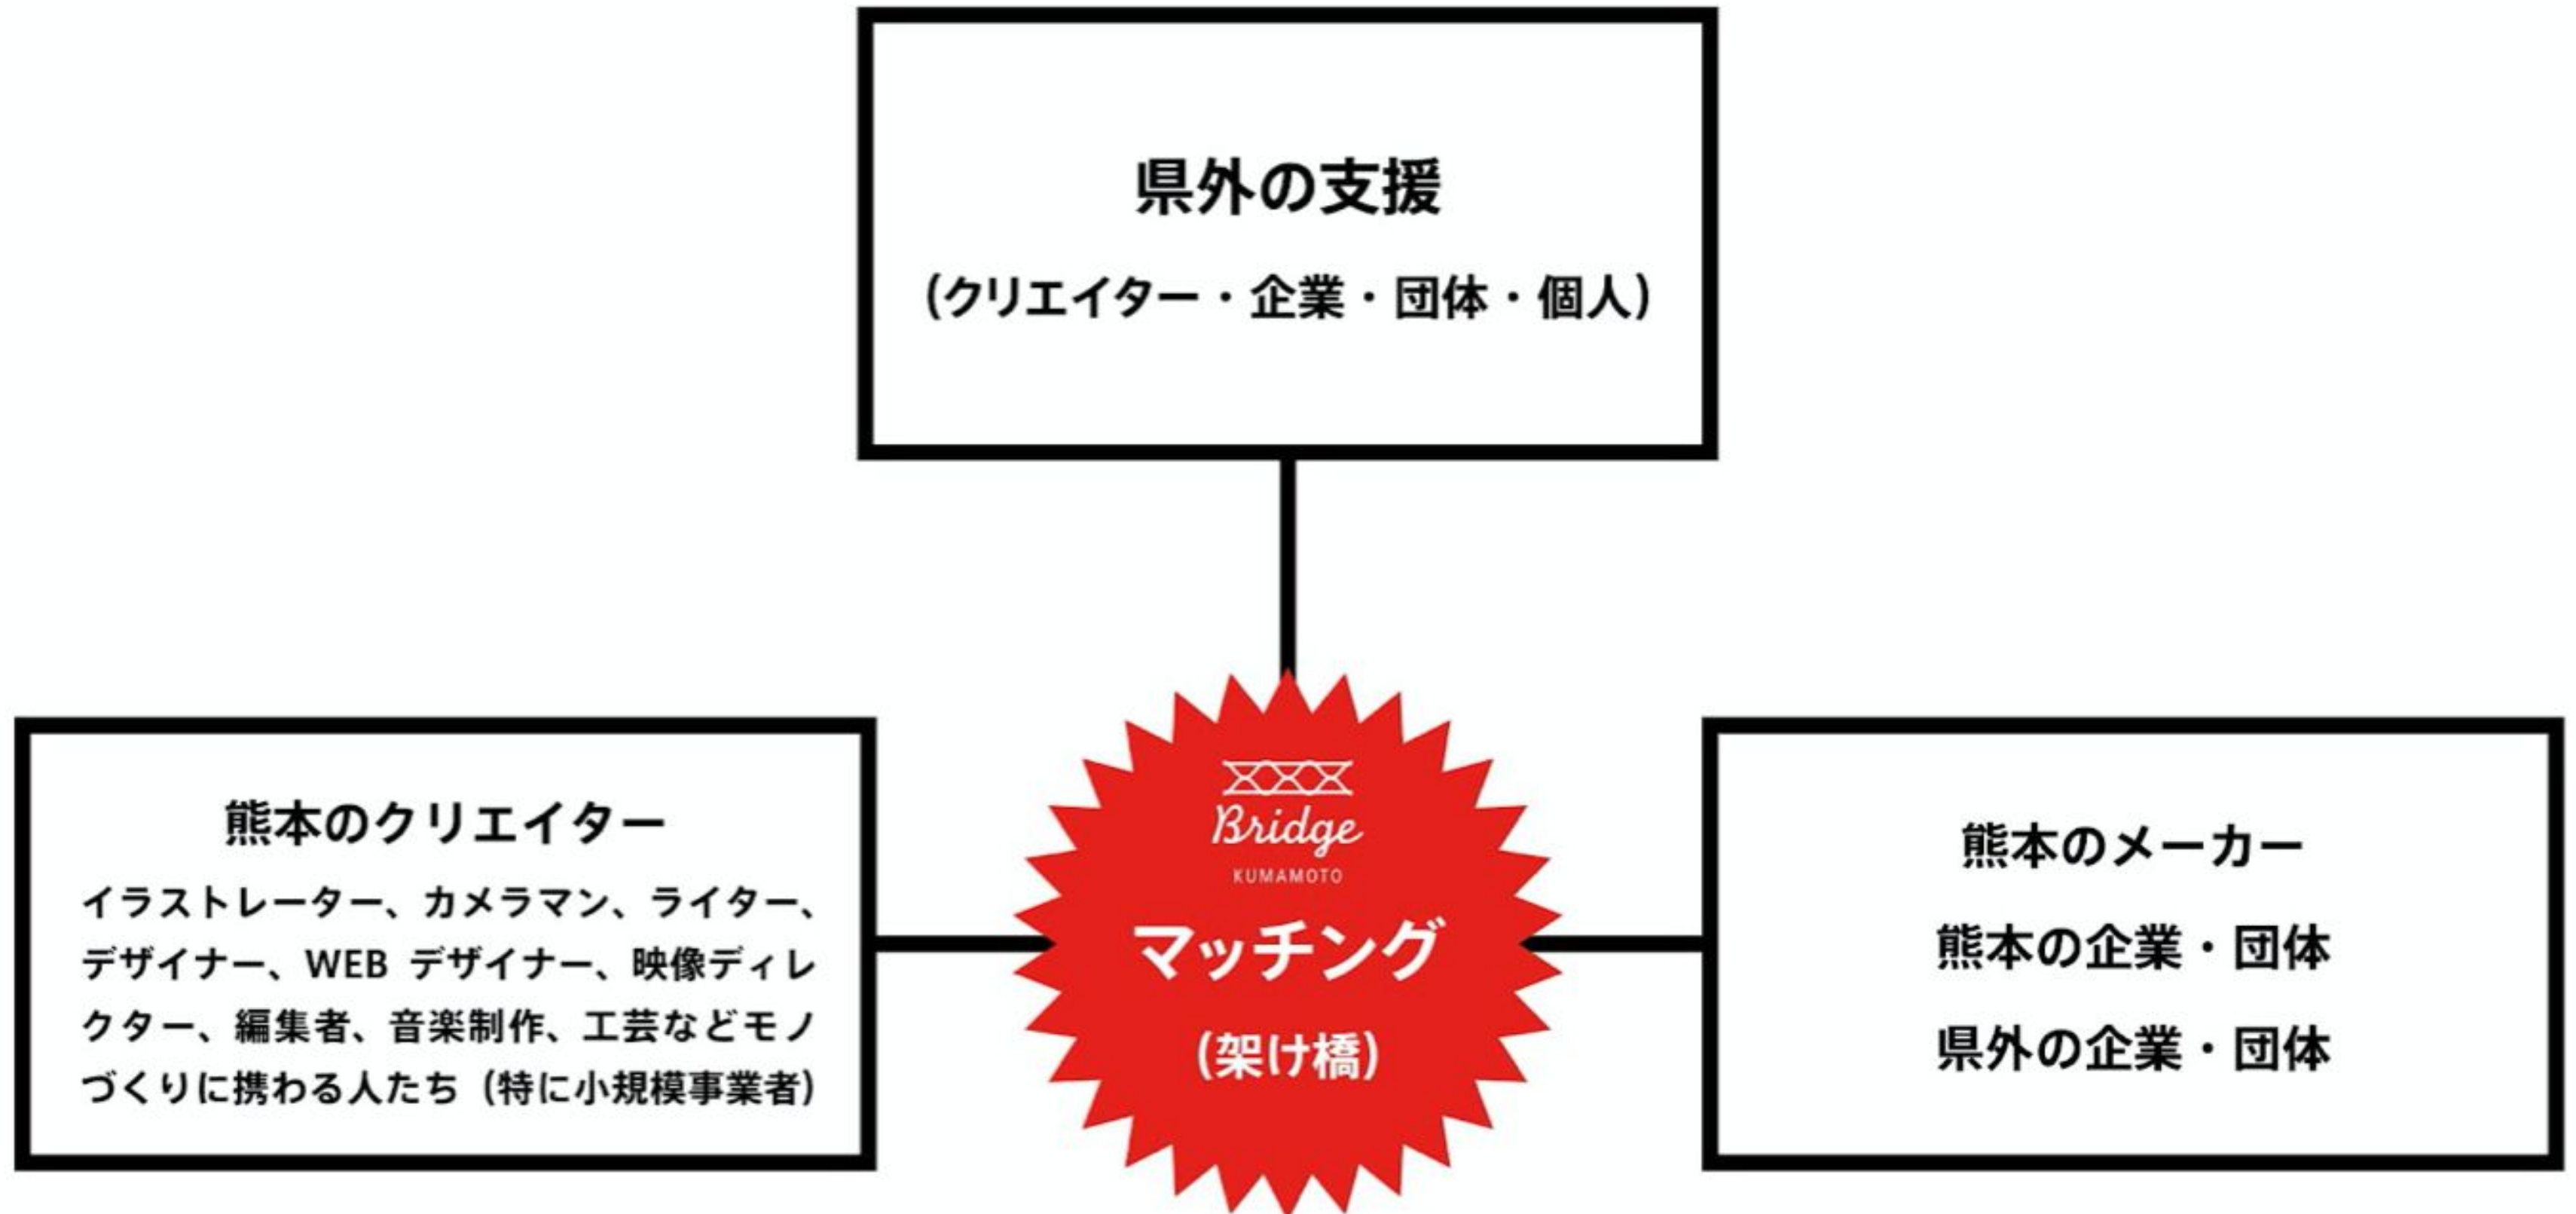 県外の支援
(クリエイター・企業・団体・個人)
熊本のクリエイター
イラストレーター、カメラマン、ライター、
デザイナー、WEB デザイナー、映像ディレ
クター、編集者、音楽制作、工芸などモノ
づくりに携わる人たち (特に小規模事業者)
Bridge
KUMAMOTO
マッチング
(架け橋)
熊本のメーカー
熊本の企業・団体
県外の企業・団体